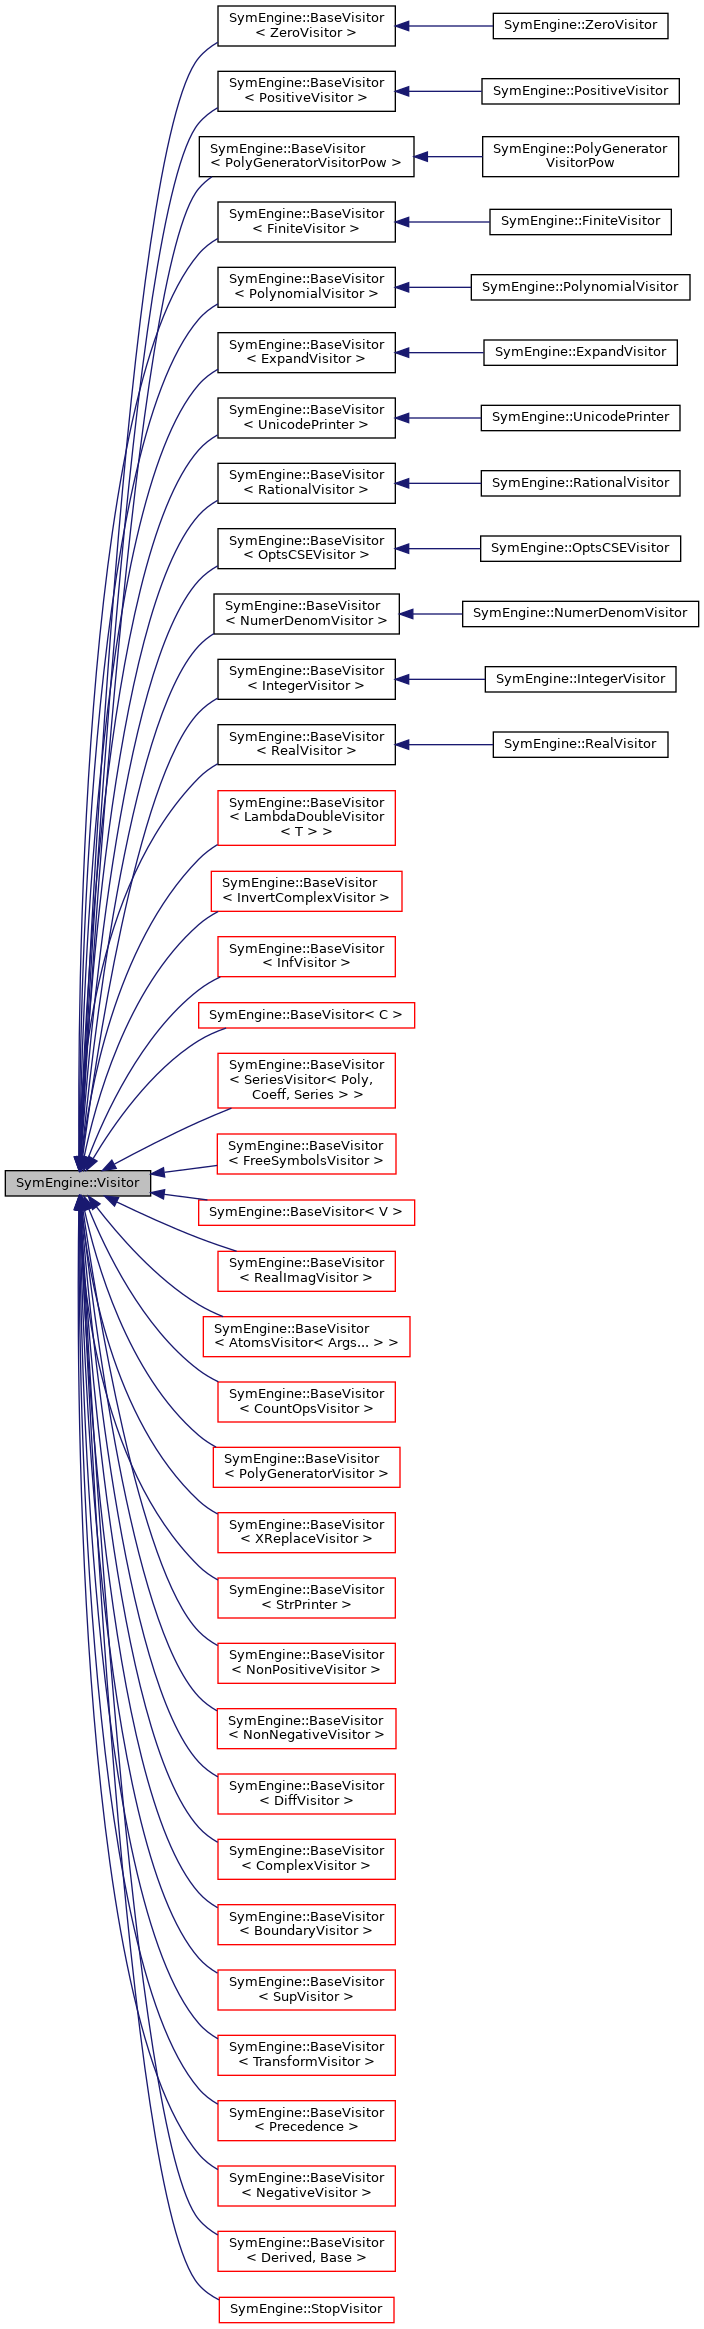 SymEngine::BaseVisitor
< ZeroVisitor >
SymEngine::ZeroVisitor
SymEngine::BaseVisitor
< PositiveVisitor >
SymEngine::PositiveVisitor
SymEngine::BaseVisitor
< PolyGeneratorVisitorPow >
SymEngine::PolyGenerator
VisitorPow
SymEngine::BaseVisitor
< FiniteVisitor >
SymEngine::FiniteVisitor
SymEngine::BaseVisitor
< PolynomialVisitor >
SymEngine::PolynomialVisitor
SymEngine::BaseVisitor
< ExpandVisitor >
SymEngine::ExpandVisitor
SymEngine::BaseVisitor
< UnicodePrinter >
SymEngine::UnicodePrinter
SymEngine::BaseVisitor
< RationalVisitor >
SymEngine::RationalVisitor
SymEngine::BaseVisitor
< OptsCSEVisitor >
SymEngine::OptsCSEVisitor
SymEngine::BaseVisitor
< NumerDenomVisitor >
SymEngine::NumerDenomVisitor
SymEngine::BaseVisitor
< IntegerVisitor >
SymEngine::IntegerVisitor
SymEngine::BaseVisitor
< RealVisitor >
SymEngine::RealVisitor
SymEngine::BaseVisitor
< LambdaDoubleVisitor
< T > >
SymEngine::BaseVisitor
< InvertComplexVisitor >
SymEngine::BaseVisitor
< InfVisitor >
SymEngine::BaseVisitor< C >
SymEngine::BaseVisitor
< SeriesVisitor< Poly,
Coeff, Series > >
SymEngine::BaseVisitor
< FreeSymbolsVisitor >
SymEngine::Visitor
SymEngine::BaseVisitor< V >
SymEngine::BaseVisitor
< RealImagVisitor >
SymEngine::BaseVisitor
< AtomsVisitor< Args... > >
SymEngine::BaseVisitor
< CountOpsVisitor >
SymEngine::BaseVisitor
< PolyGeneratorVisitor >
SymEngine::BaseVisitor
< XReplaceVisitor >
SymEngine::BaseVisitor
< StrPrinter >
SymEngine::BaseVisitor
< NonPositiveVisitor >
SymEngine::BaseVisitor
< NonNegativeVisitor >
SymEngine::BaseVisitor
< DiffVisitor >
SymEngine::BaseVisitor
< ComplexVisitor >
SymEngine::BaseVisitor
< BoundaryVisitor >
SymEngine::BaseVisitor
< SupVisitor >
SymEngine::BaseVisitor
< TransformVisitor >
SymEngine::BaseVisitor
< Precedence >
SymEngine::BaseVisitor
< NegativeVisitor >
SymEngine::BaseVisitor
< Derived, Base >
SymEngine::StopVisitor